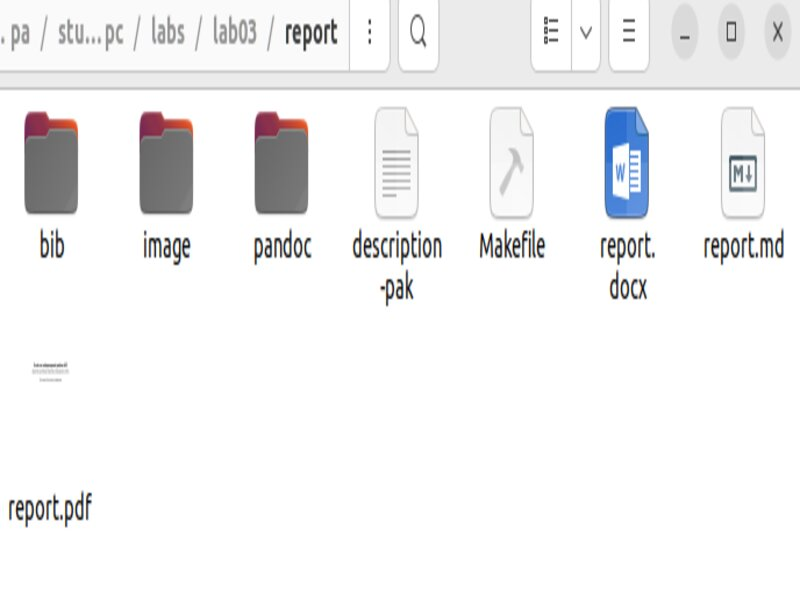 . pa / stu...pc / labs / lab03 / report
bib
image
pandoc
description
-pak
Makefile
W
report.
docx
M↓
report.md
report.pdf